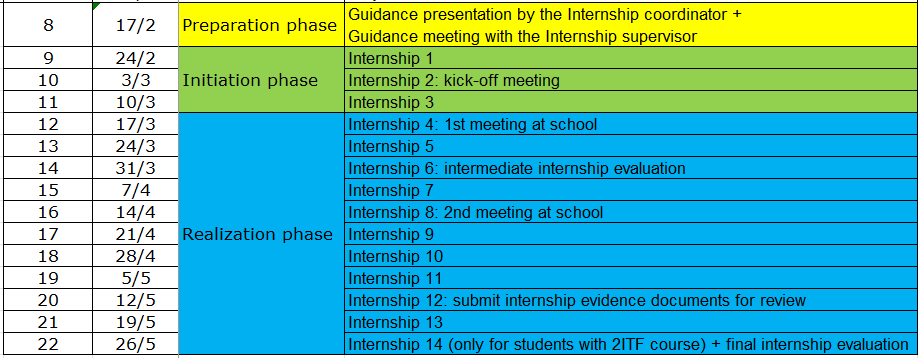 8 17/2 Preparation phase Guidance presentation by the Internship coordinator +
Guidance meeting with the Internship supervisor
9 24/2 Internship 1
10 3/3 Initiation phase Internship 2: kick-off meeting
11 10/3 Internship 3
12 17/3 Internship 4: 1st meeting at school
13 24/3 Internship 5
14 31/3 Internship 6: intermediate internship evaluation
15 7/4 Internship 7
16 14/4 Internship 8: 2nd meeting at school
17 21/4 Realization phase Internship 9
18 28/4 Internship 10
19 5/5 Internship 11
20 12/5 Internship 12: submit internship evidence documents for review
21 19/5 Internship 13
22 26/5 Internship 14 (only for students with 2ITF course) + final internship evaluation